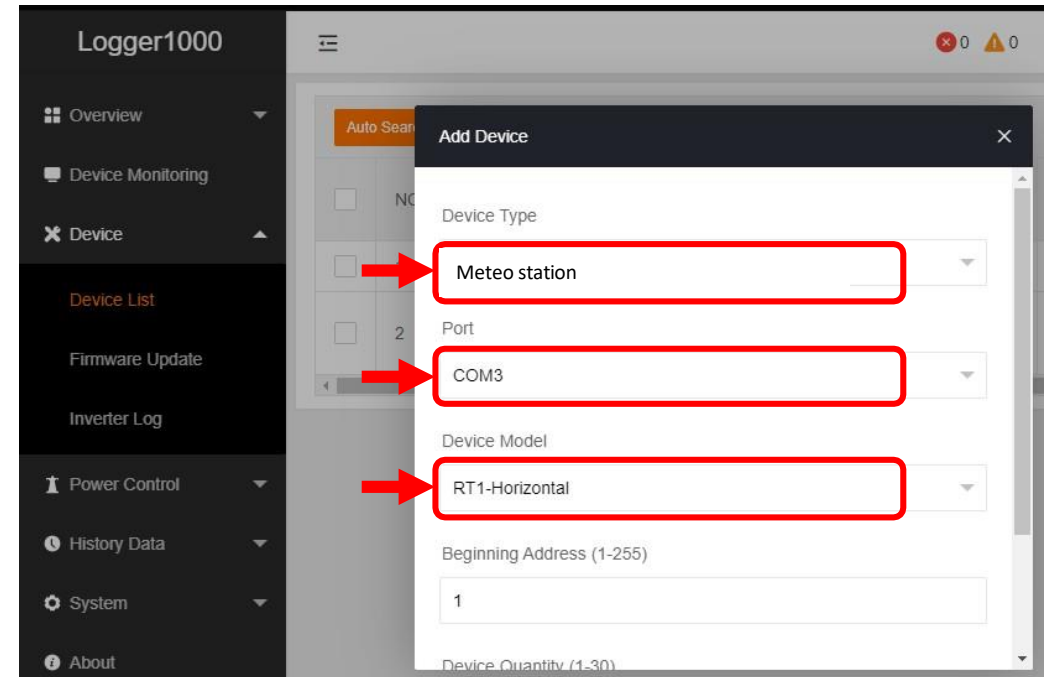 Logger1000
0 0
Overview
Device Monitoring
Device
Device List
Firmware Update
Inverter Log
Power Control
History Data
System
About
Auto Sear
NO
2
Add Device
Device Type
Meteo station
Port
COM3
Device Model
RT1-Horizontal
Beginning Address (1-255)
1
Device Quantity (1-30)